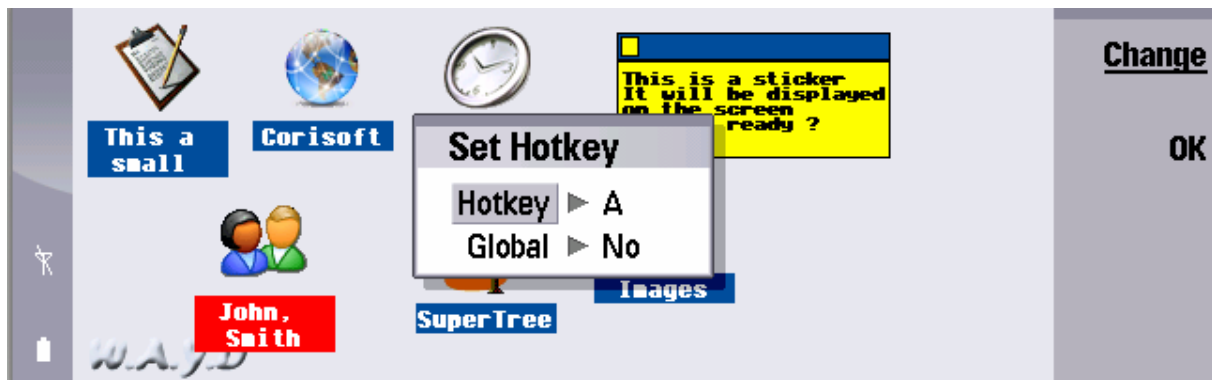 This is a sticker
It will be displayed
on the screen
ready ?
Change
This a
small
Corisoft
Set Hotkey
OK
Hotkey A
Global No
Images
John,
Smith
SuperTree
W.A.Y.D